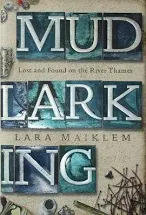 MUD
Lost and Found on the River Thames
LARK
LARA MAIKLEM
ING